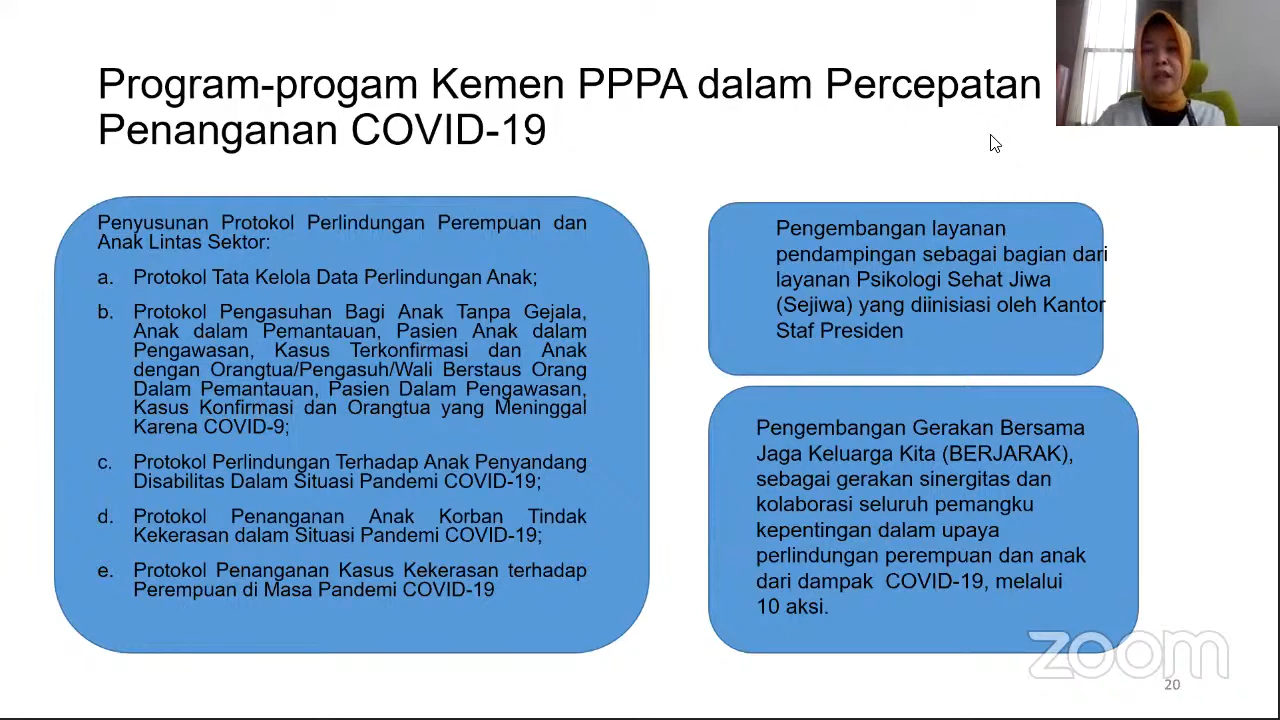 Program-progam Kemen PPPA dalam Percepatan
Penanganan COVID-19
Penyusunan Protokol Perlindungan Perempuan dan
Anak Lintas Sektor:
a. Protokol Tata Kelola Data Perlindungan Anak;
b. Protokol Pengasuhan Bagi Anak Tanpa Gejala,
Anak dalam Pemantauan, Pasien Anak dalam
Pengawasan, Kasus Terkonfirmasi dan Anak
dengan Orangtua/Pengasuh/Wali Berstaus Orang
Dalam Pemantauan, Pasien Dalam Pengawasan,
Kasus Konfirmasi dan Orangtua yang Meninggal
Karena COVID-9;
c. Protokol Perlindungan Terhadap Anak Penyandang
Disabilitas Dalam Situasi Pandemi COVID-19;
d. Protokol Penanganan Anak Korban Tindak
Kekerasan dalam Situasi Pandemi COVID-19;
e. Protokol Penanganan Kasus Kekerasan terhadap
Perempuan di Masa Pandemi COVID-19
Pengembangan layanan
pendampingan sebagai bagian dari
layanan Psikologi Sehat Jiwa
(Sejiwa) yang diinisiasi oleh Kantor
Staf Presiden
Pengembangan Gerakan Bersama
Jaga Keluarga Kita (BERJARAK),
sebagai gerakan sinergitas dan
kolaborasi seluruh pemangku
kepentingan dalam upaya
perlindungan perempuan dan anak
dari dampak COVID-19, melalui
10 aksi.
zoom
20